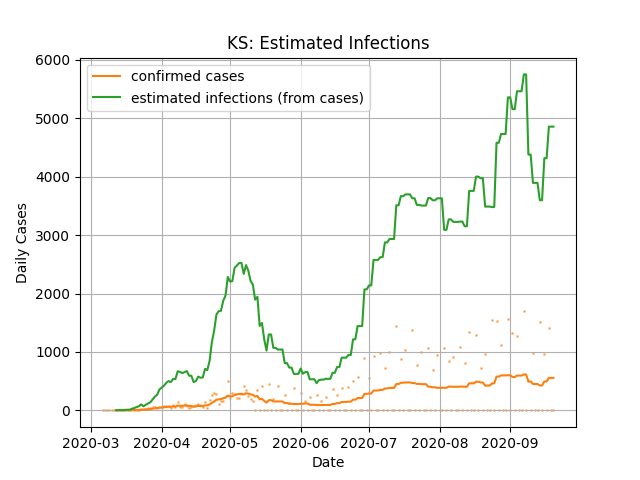 KS: Estimated Infections
confirmed cases
estimated infections (from cases)
6000
5000
4000
3000
2000
1000
0
Daily Cases
2020-03 2020-04 2020-05 2020-06 2020-07 2020-08 2020-09
Date